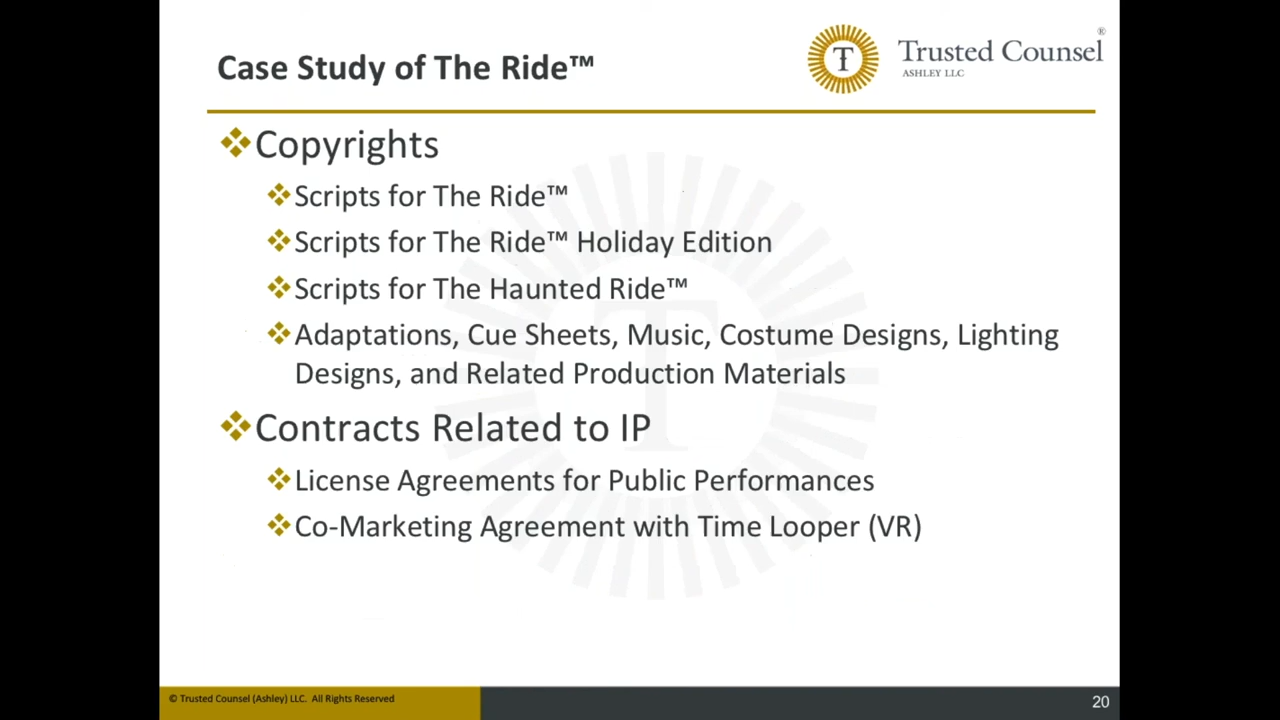 Case Study of The Ride™
T
Trusted Counsel®
ASHLEY LLC
Copyrights
Scripts for The Ride™
Scripts for The Ride™ Holiday Edition
Scripts for The Haunted Ride™
Adaptations, Cue Sheets, Music, Costume Designs, Lighting
Designs, and Related Production Materials
Contracts Related to IP
License Agreements for Public Performances
Co-Marketing Agreement with Time Looper (VR)
© Trusted Counsel (Ashley) LLC. All Rights Reserved
20